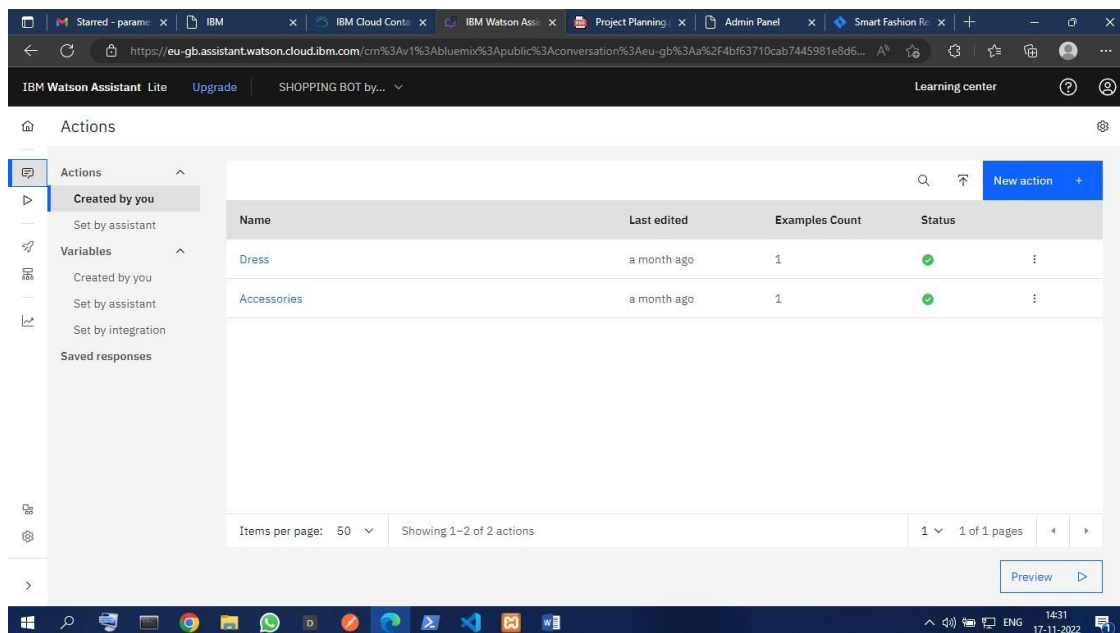 Starred - parame
IBM
IBM Cloud Conta
IBM Watson Assis
Project Planning.
Admin Panel
Smart Fashion Re
https://eu-gb.assistant.watson.cloud.ibm.com/crn%3Av1%3Abluemix%3Apublic%3Aconversation%3Aeu-gb%3Aa%2F4bf63710cab7445981e8d6...
IBM Watson Assistant Lite Upgrade SHOPPING BOT by... Learning center
Actions
Actions
Created by you
Set by assistant
Variables
Created by you
Set by assistant
Set by integration
Saved responses
New action +
Name Last edited Examples Count Status
Dress a month ago 1
Accessories a month ago 1
Items per page: 50 Showing 1–2 of 2 actions 1 1 of 1 pages
Preview
ENG 14:31
17-11-2022